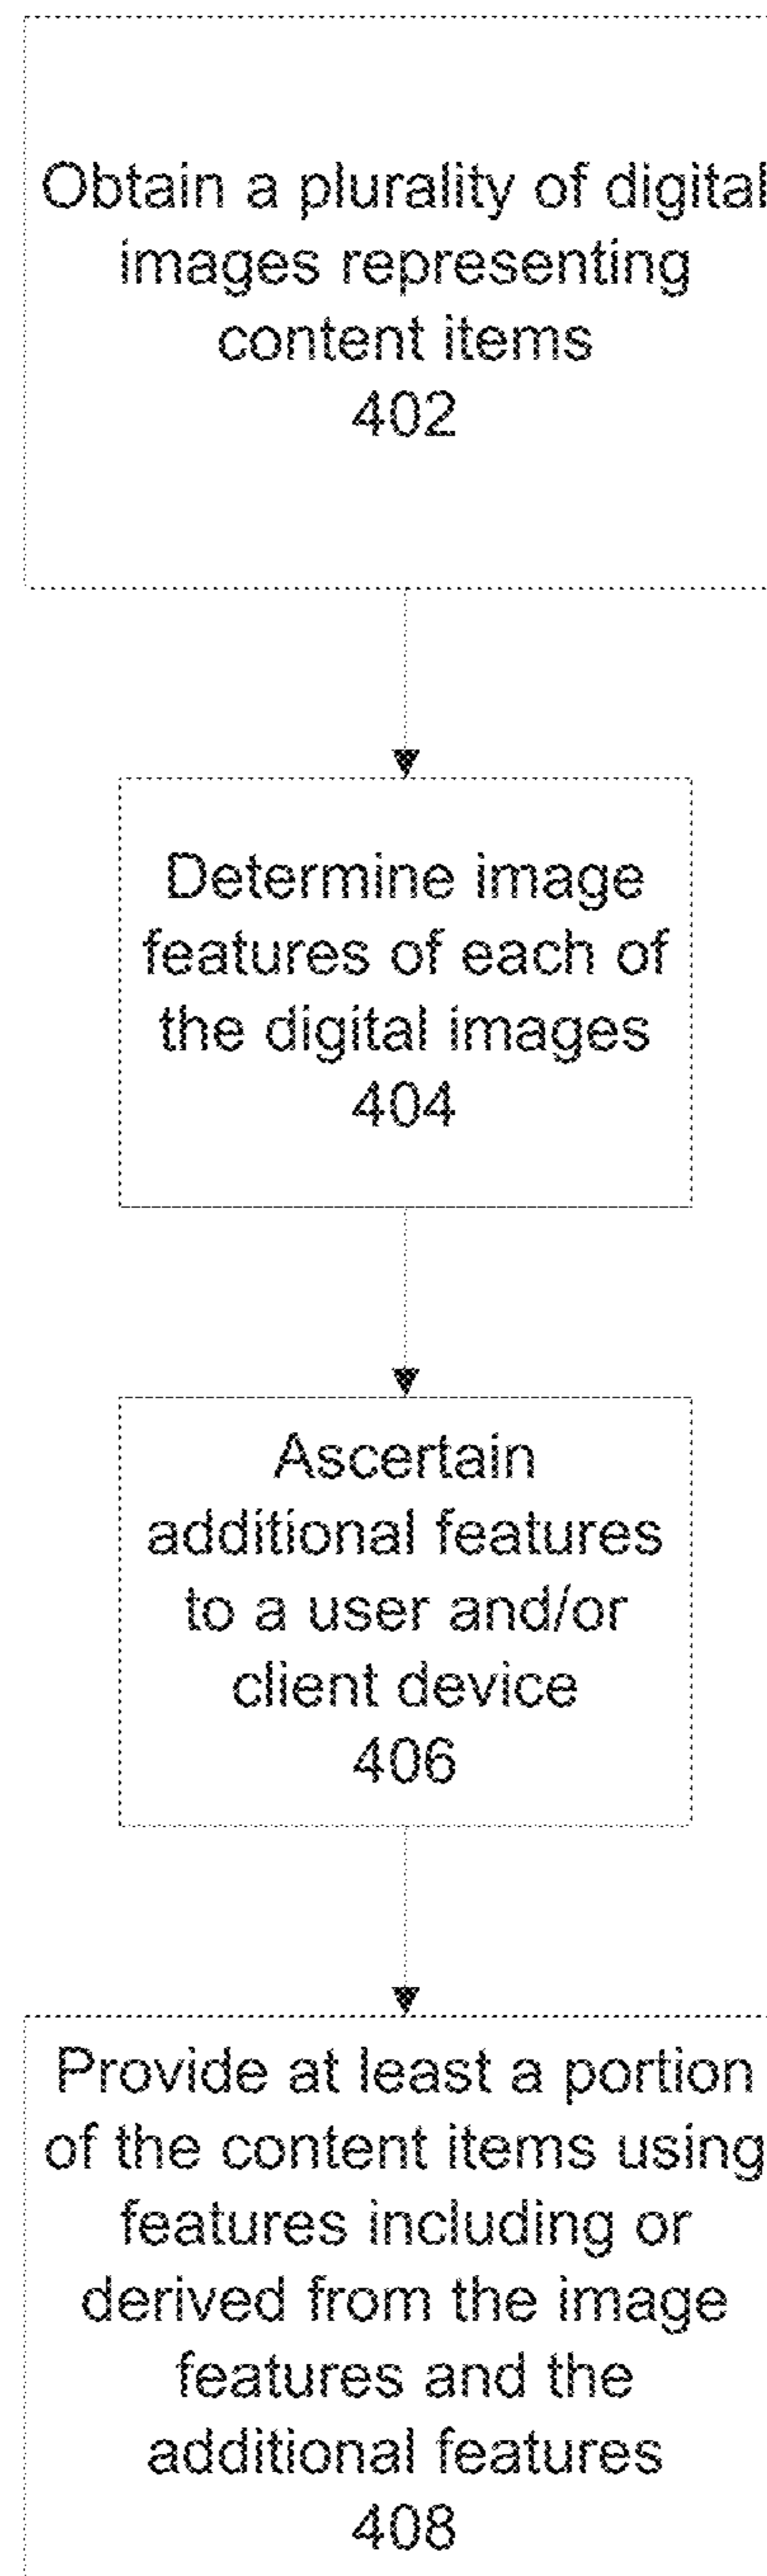 Obtain a plurality of digital
images representing
content items
402
Determine image
features of each of
the digital images
404
Ascertain
additional features
to a user and/or
client device
406
Provide at least a portion
of the content items using
features including or
derived from the image
features and the
additional features
408